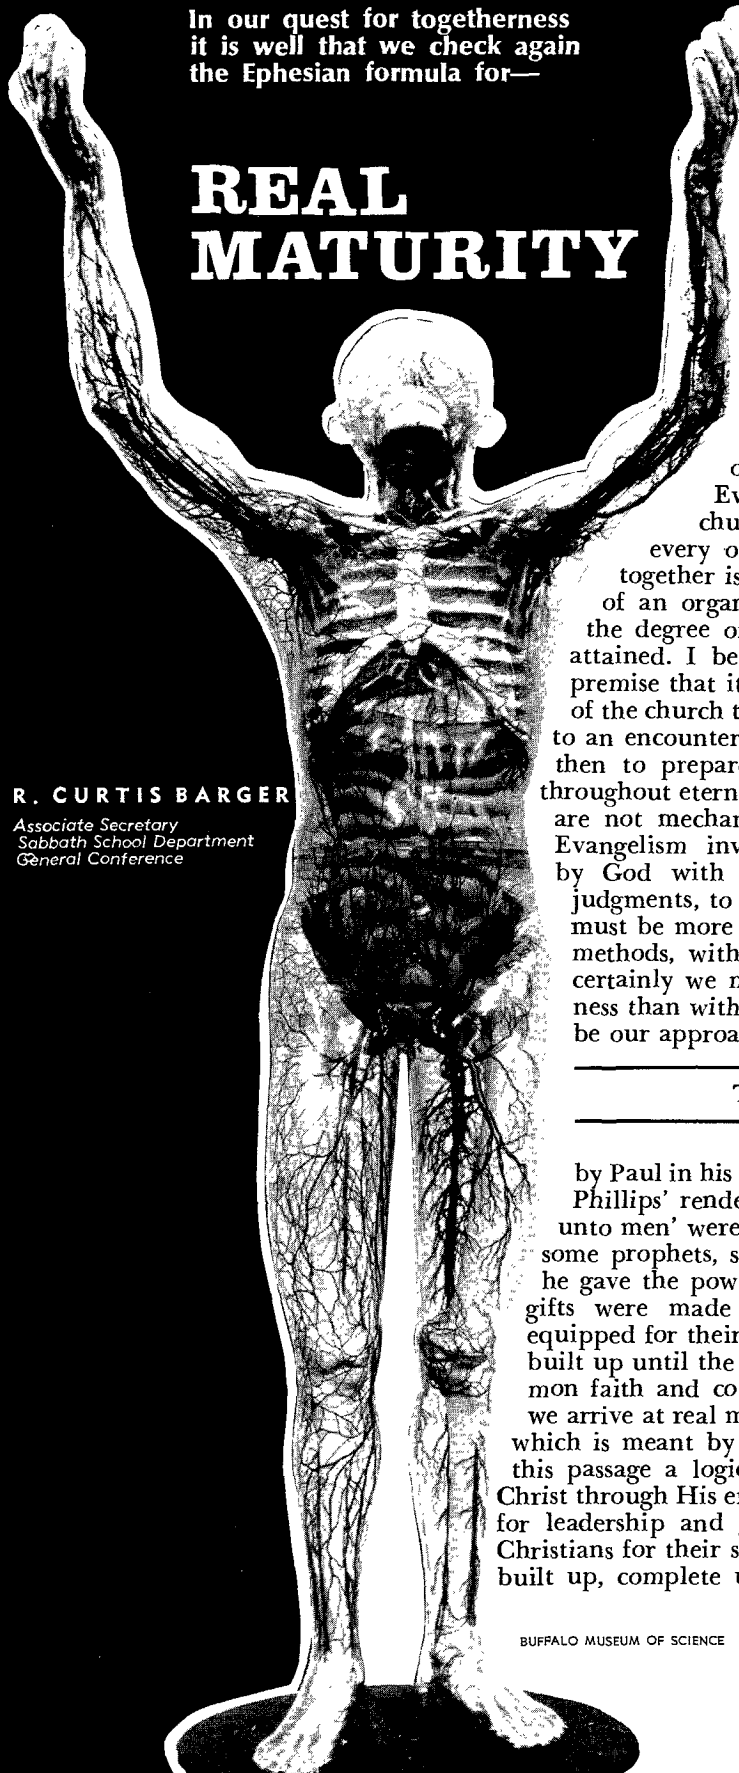 In our quest for togetherness
it is well that we check again
the Ephesian formula for—
REAL
MATURITY
R. CURTIS BARGER
Associate Secretary
Sabbath School Department
General Conference
chu
every o
together is
of an organ
the degree o
attained. I be
premise that it
of the church t
to an encounter
then to prepar
throughout etern
are not mechan
Evangelism inv
by God with
judgments, to
must be more
methods, with
certainly we n
ness than with
be our approa
by Paul in his
Phillips' rende
unto men' were
some prophets, s
he gave the pow
gifts were made
equipped for their
built up until the
mon faith and co
we arrive at real m
which is meant by
this passage a logi
Christ through His e
for leadership and
Christians for their s
built up, complete u
BUFFALO MUSEUM OF SCIENCE